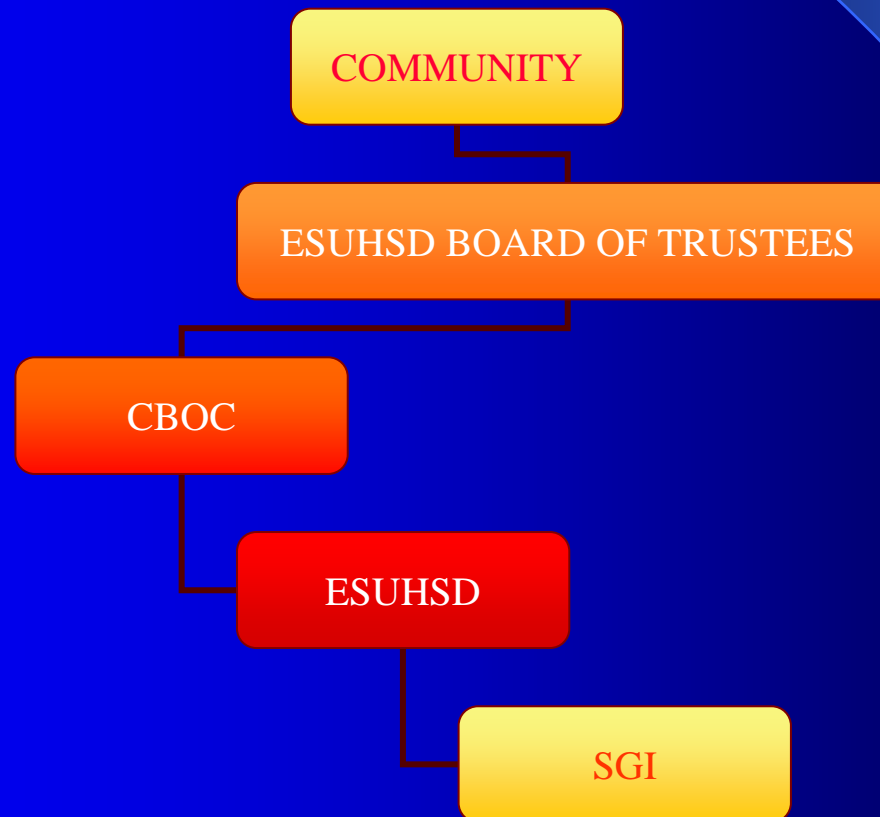 COMMUNITY
ESUHSD BOARD OF TRUSTEES
CBOC
ESUHSD
SGI